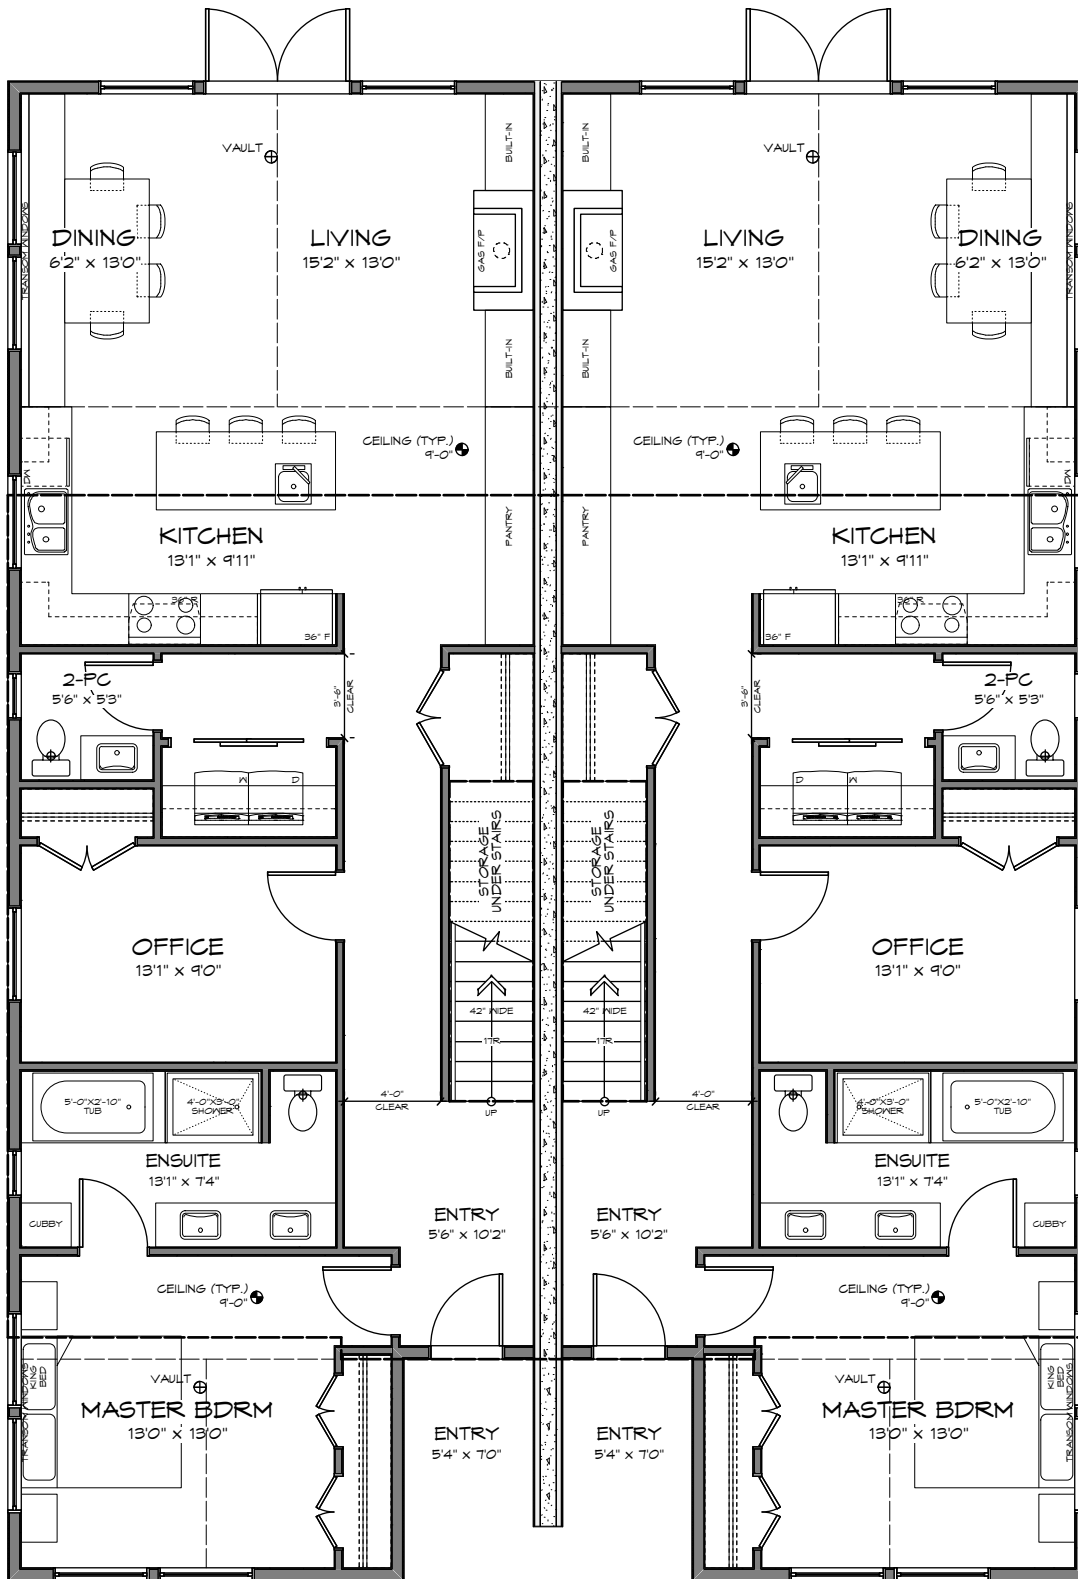 VAULT
BUILT-IN
BUILT-IN
VAULT
TRANSOM WINDOWS
DINING
6'2" x 13'0"
LIVING
15'2" x 13'0"
GAS F/P
GAS F/P
LIVING
15'2" x 13'0"
DINING
6'2" x 13'0"
TRANSOM WINDOWS
BUILT-IN
BUILT-IN
CEILING (TYP.)
9'-0"
CEILING (TYP.)
9'-0"
DW
DW
KITCHEN
13'1" x 9'11"
PANTRY
PANTRY
KITCHEN
13'1" x 9'11"
36" R
36" F
36" F
36" R
2-PC
5'6" x 5'3"
3'-6"
CLEAR
3'-6"
CLEAR
2-PC
5'6" x 5'3"
W
D
D
W
STORAGE
UNDER STAIRS
STORAGE
UNDER STAIRS
OFFICE
13'1" x 9'0"
OFFICE
13'1" x 9'0"
42" WIDE
17R
42" WIDE
17R
5'-0"X2'-10"
TUB
4'-0"X3'-0"
SHOWER
4'-0"
CLEAR
UP
UP
4'-0"
CLEAR
4'-0"X3'-0"
SHOWER
5'-0"X2'-10"
TUB
ENSUITE
13'1" x 7'4"
ENSUITE
13'1" x 7'4"
CUBBY
ENTRY
5'6" x 10'2"
ENTRY
5'6" x 10'2"
CUBBY
CEILING (TYP.)
9'-0"
CEILING (TYP.)
9'-0"
TRANSOM WINDOWS
KING
BED
VAULT
MASTER BDRM
13'0" x 13'0"
ENTRY
5'4" x 7'0"
ENTRY
5'4" x 7'0"
VAULT
MASTER BDRM
13'0" x 13'0"
KING
BED
TRANSOM WINDOWS